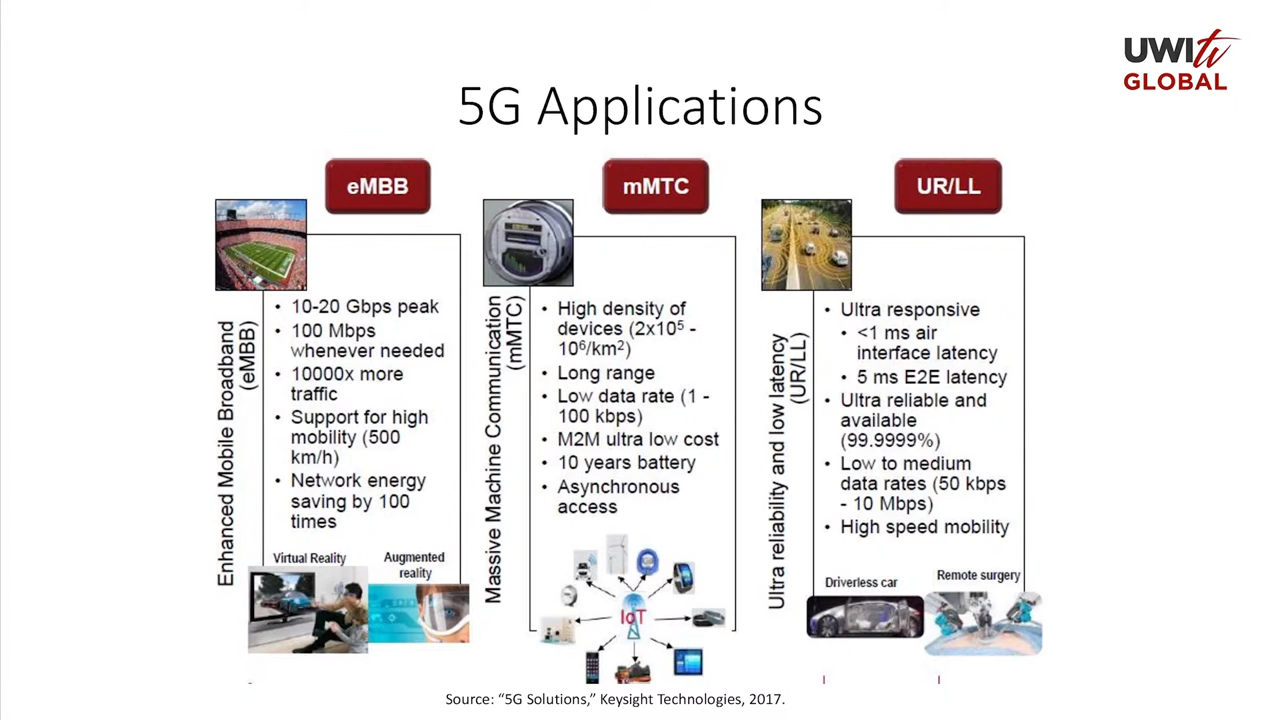 UWI tv
GLOBAL
5G Applications
eMBB
Enhanced Mobile Broadband
(eMBB)
• 10-20 Gbps peak
• 100 Mbps
whenever needed
• 10000x more
traffic
• Support for high
mobility (500
km/h)
• Network energy
saving by 100
times
Virtual Reality
Augmented
reality
mMTC
Massive Machine Communication
(mMTC)
• High density of
devices (2x10⁵ -
10⁶/km²)
• Long range
• Low data rate (1 -
100 kbps)
• M2M ultra low cost
• 10 years battery
• Asynchronous
access
IoT
UR/LL
Ultra reliability and low latency
(UR/LL)
• Ultra responsive
• <1 ms air
interface latency
• 5 ms E2E latency
• Ultra reliable and
available
(99.9999%)
• Low to medium
data rates (50 kbps
- 10 Mbps)
• High speed mobility
Driverless car
Remote surgery
Source: “5G Solutions,” Keysight Technologies, 2017.